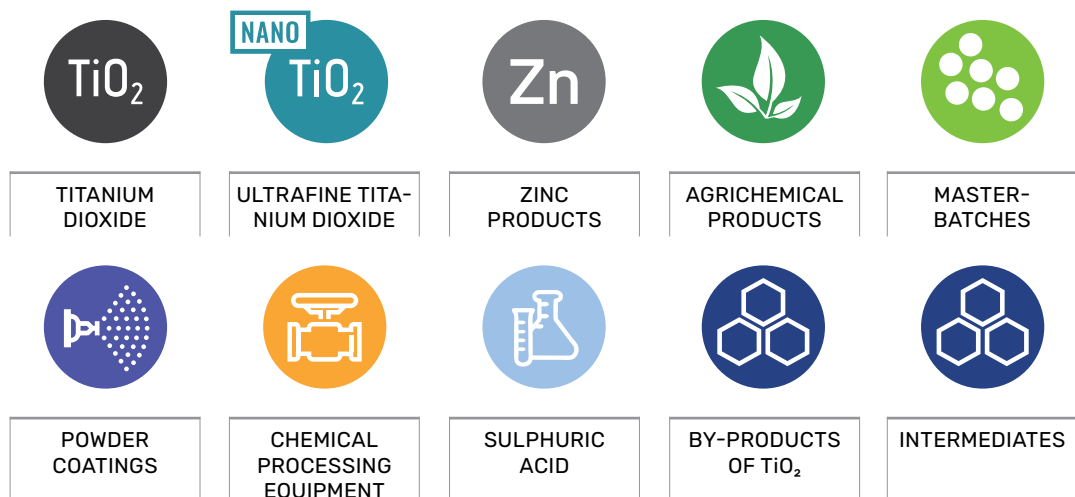 TiO₂
NANO
TiO₂
Zn
TITANIUM
DIOXIDE
ULTRAFINE TITA-
NIUM DIOXIDE
ZINC
PRODUCTS
AGRICHEMICAL
PRODUCTS
MASTER-
BATCHES
POWDER
COATINGS
CHEMICAL
PROCESSING
EQUIPMENT
SULPHURIC
ACID
BY-PRODUCTS
OF TiO₂
INTERMEDIATES